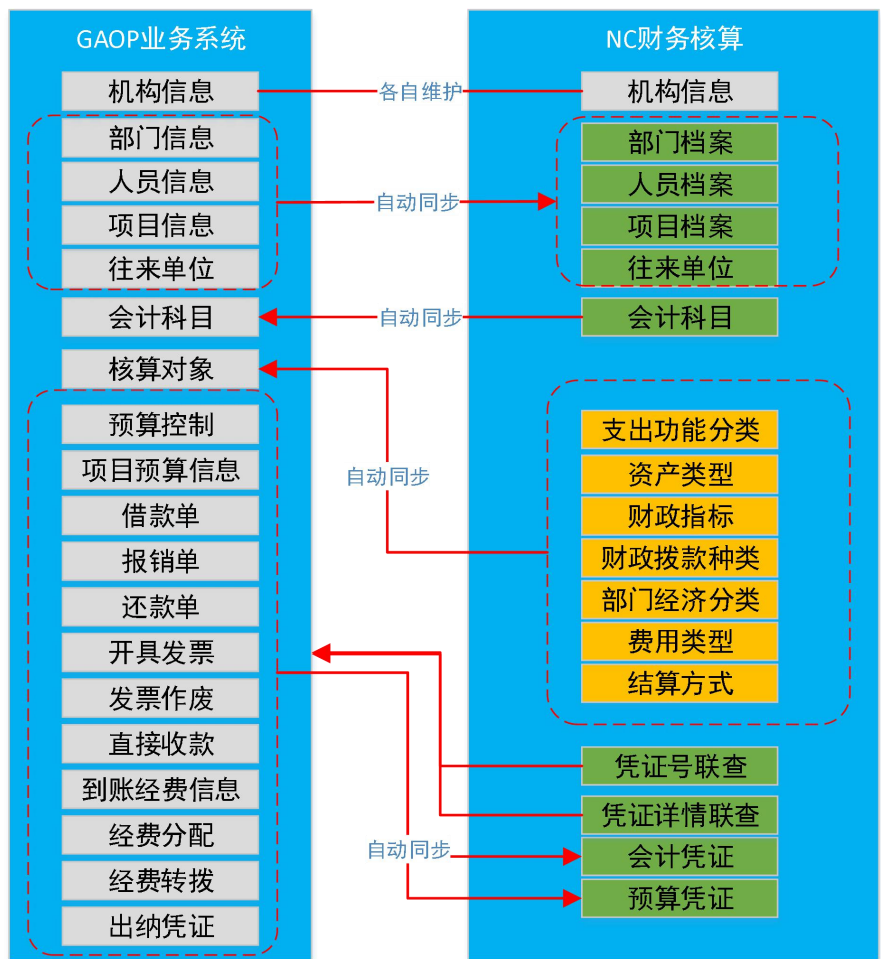 GAOP业务系统
机构信息
部门信息
人员信息
项目信息
往来单位
会计科目
核算对象
预算控制
项目预算信息
借款单
报销单
还款单
开具发票
发票作废
直接收款
到账经费信息
经费分配
经费转拨
出纳凭证
各自维护
自动同步
自动同步
自动同步
自动同步
NC财务核算
机构信息
部门档案
人员档案
项目档案
往来单位
会计科目
支出功能分类
资产类型
财政指标
财政拨款种类
部门经济分类
费用类型
结算方式
凭证号联查
凭证详情联查
会计凭证
预算凭证